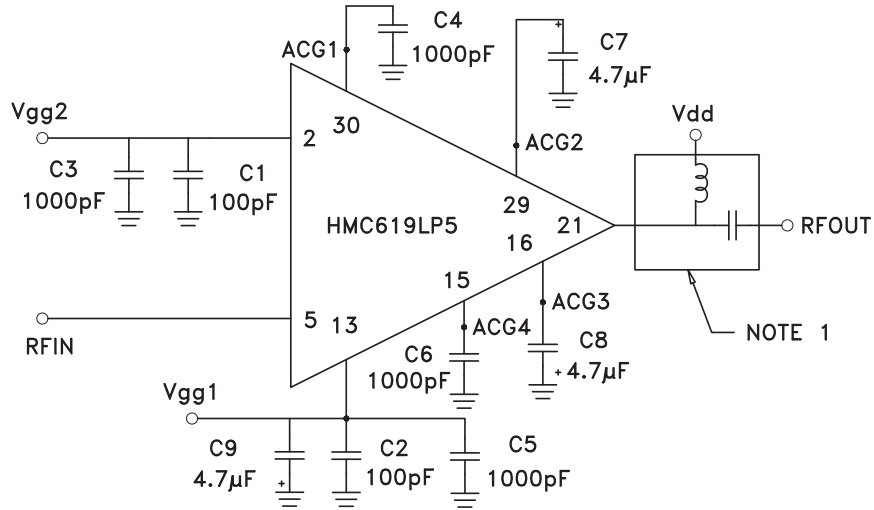 C4
1000pF
ACG1
C7
4.7µF
+
Vgg2
30
Vdd
2
ACG2
C3
1000pF
C1
100pF
29
HMC619LP5
21
RFOUT
16
15
ACG3
5
13
ACG4
NOTE 1
RFIN
C6
1000pF
C8
+ 4.7µF
Vgg1
C9
4.7µF
+
C2
100pF
C5
1000pF